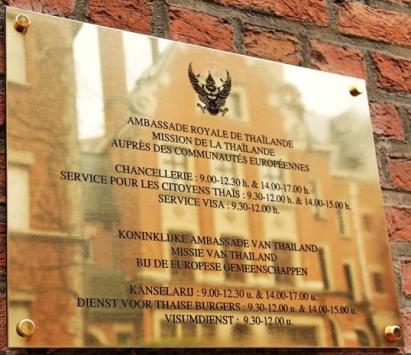 AMBASSADE ROYALE DE THAÏLANDE
MISSION DE LA THAÏLANDE
AUPRÈS DES COMMUNAUTÉS EUROPÉENNES
CHANCELLERIE : 9.00-12.30 h. & 14.00-17.00 h.
SERVICE POUR LES CITOYENS THAÏS : 9.30-12.00 h. & 14.00-15.00 h.
SERVICE VISA : 9.30-12.00 h.
KONINKLIJKE AMBASSADE VAN THAILAND
MISSIE VAN THAILAND
BIJ DE EUROPESE GEMEENSCHAPPEN
KANSELARIJ : 9.00-12.30 u. & 14.00-17.00 u.
DIENST VOOR THAISE BURGERS : 9.30-12.00 u. & 14.00-15.00 u.
VISUMDIENST : 9.30-12.00 u.